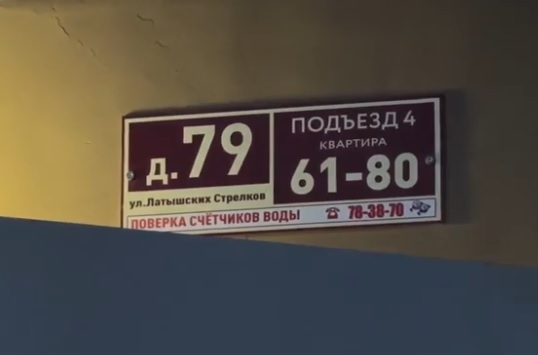 д. 79
ул.Латышских Стрелков
ПОДЪЕЗД 4
КВАРТИРА
61-80
ПОВЕРКА СЧЁТЧИКОВ ВОДЫ ☎ 78-38-70